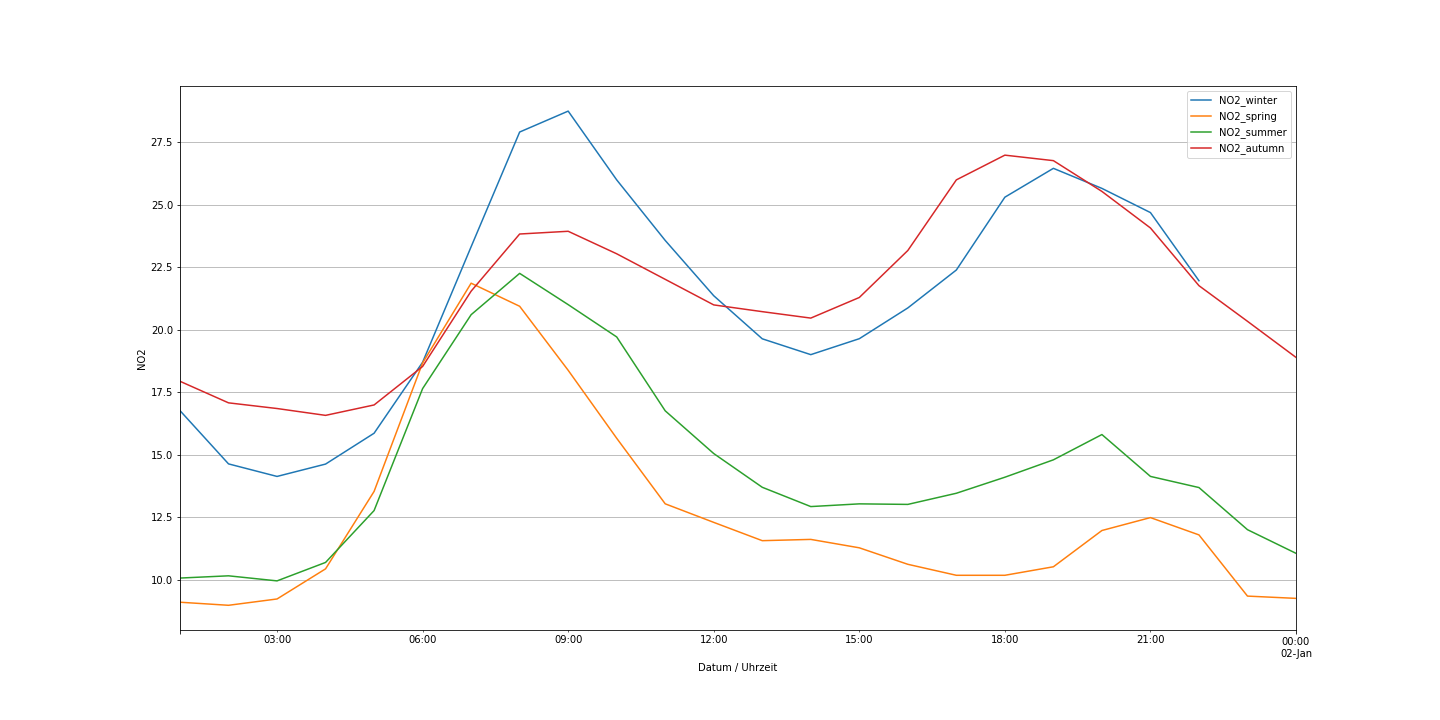 NO2_winter
NO2_spring
NO2_summer
NO2_autumn
27.5
25.0
22.5
20.0
17.5
15.0
12.5
10.0
NO2
03:00 06:00 09:00 12:00 15:00 18:00 21:00 00:00
02-Jan
Datum / Uhrzeit